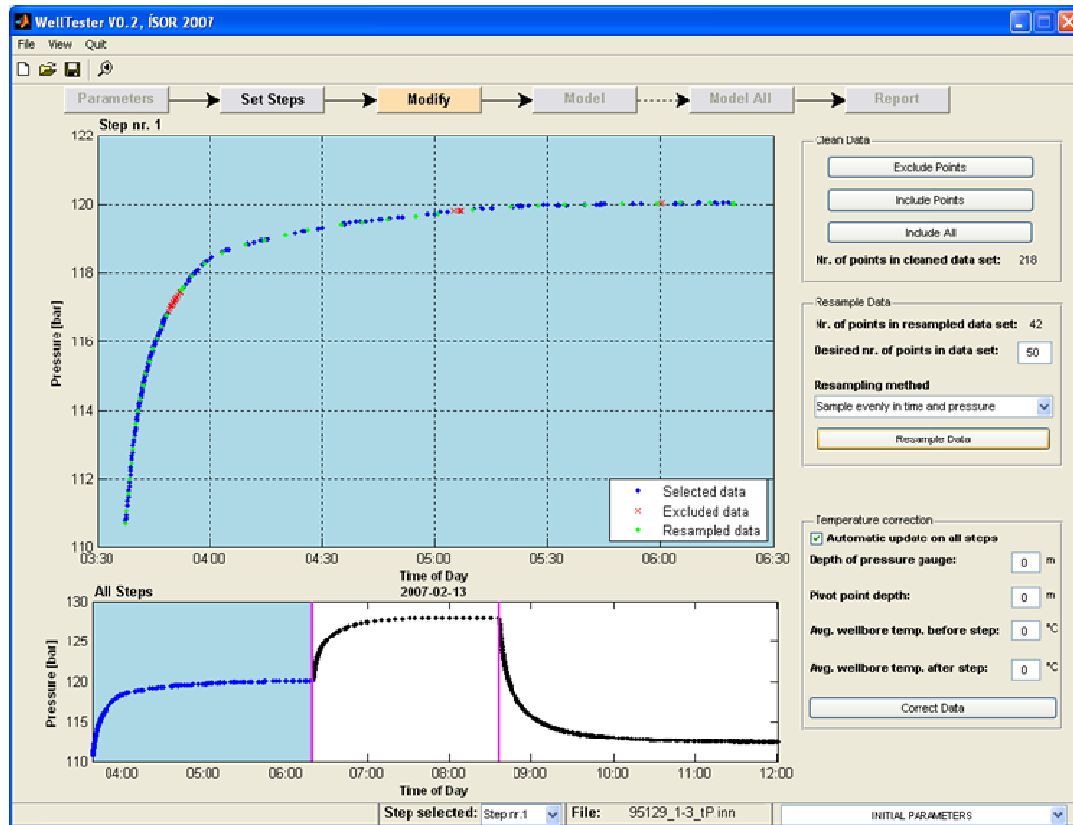 WellTester V0.2, ÍSOR 2007
File View Quit
Parameters Set Steps Modify Model Model All Report
Step nr. 1
122
120
118
116
114
112
110
Pressure [bar]
03:30 04:00 04:30 05:00 05:30 06:00 06:30
Time of Day
2007-02-13
Selected data
Excluded data
Resampled data
Clean Data
Exclude Points
Include Points
Include All
Nr. of points in cleaned data set: 218
Resample Data
Nr. of points in resampled data set: 42
Desired nr. of points in data set: 50
Resampling method
Sample evenly in time and pressure
Resample Data
Temperature correction
Automatic update on all steps
Depth of pressure gauge: 0 m
Pivot point depth: 0 m
Avg. wellbore temp. before step: 0 °C
Avg. wellbore temp. after step: 0 °C
Correct Data
All Steps
130
125
120
115
110
Pressure [bar]
04:00 05:00 06:00 07:00 08:00 09:00 10:00 11:00 12:00
Time of Day
Step selected: Step nr.1 File: 95129_1-3_tP.inn INITIAL PARAMETERS